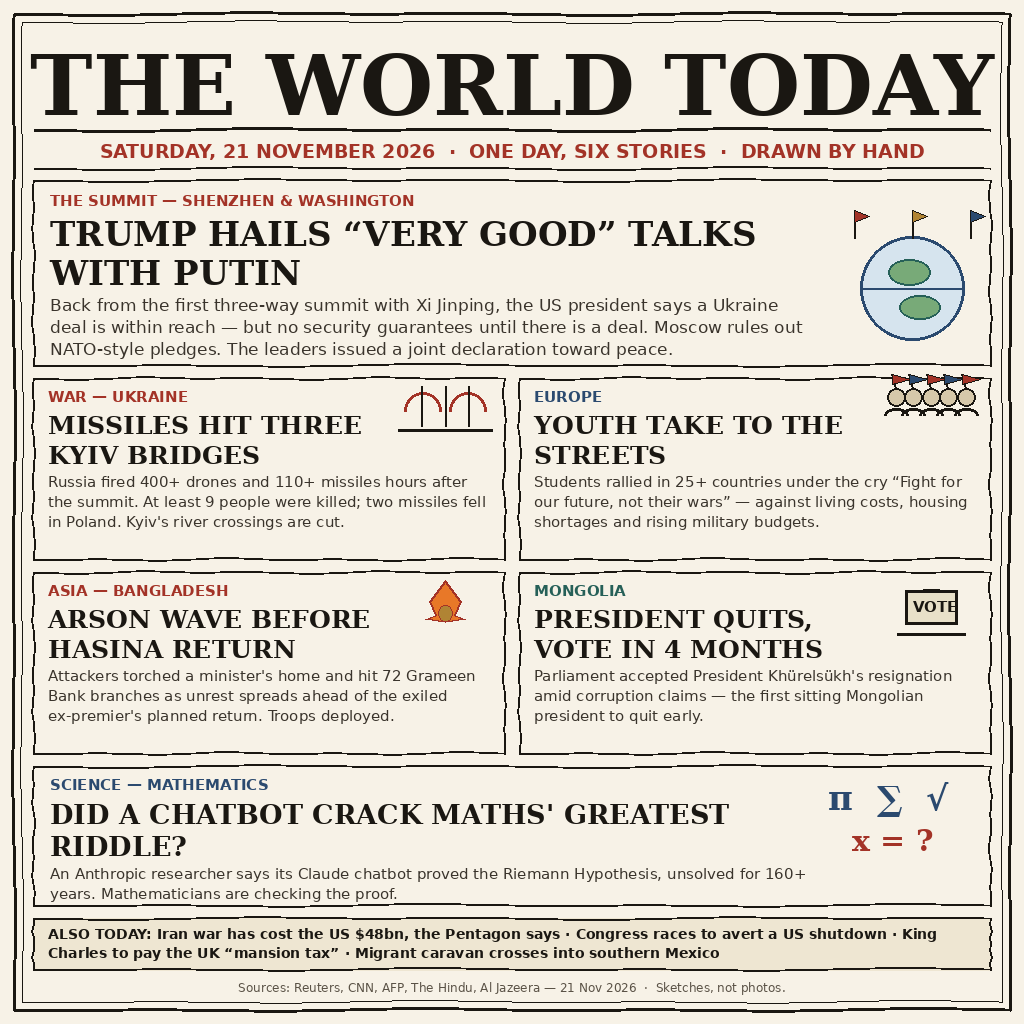 THE WORLD TODAY
SATURDAY, 21 NOVEMBER 2026 · ONE DAY, SIX STORIES · DRAWN BY HAND
THE SUMMIT — SHENZHEN & WASHINGTON
TRUMP HAILS “VERY GOOD” TALKS
WITH PUTIN
Back from the first three-way summit with Xi Jinping, the US president says a Ukraine
deal is within reach — but no security guarantees until there is a deal. Moscow rules out
NATO-style pledges. The leaders issued a joint declaration toward peace.
WAR — UKRAINE
MISSILES HIT THREE
KYIV BRIDGES
Russia fired 400+ drones and 110+ missiles hours after
the summit. At least 9 people were killed; two missiles fell
in Poland. Kyiv's river crossings are cut.
EUROPE
YOUTH TAKE TO THE
STREETS
Students rallied in 25+ countries under the cry “Fight for
our future, not their wars” — against living costs, housing
shortages and rising military budgets.
ASIA — BANGLADESH
ARSON WAVE BEFORE
HASINA RETURN
Attackers torched a minister's home and hit 72 Grameen
Bank branches as unrest spreads ahead of the exiled
ex-premier's planned return. Troops deployed.
MONGOLIA
PRESIDENT QUITS,
VOTE IN 4 MONTHS
Parliament accepted President Khürelsükh's resignation
amid corruption claims — the first sitting Mongolian
president to quit early.
VOTE
SCIENCE — MATHEMATICS
DID A CHATBOT CRACK MATHS' GREATEST
RIDDLE?
An Anthropic researcher says its Claude chatbot proved the Riemann Hypothesis, unsolved for 160+
years. Mathematicians are checking the proof.
π ∑ √
x = ?
ALSO TODAY: Iran war has cost the US $48bn, the Pentagon says · Congress races to avert a US shutdown · King
Charles to pay the UK “mansion tax” · Migrant caravan crosses into southern Mexico
Sources: Reuters, CNN, AFP, The Hindu, Al Jazeera — 21 Nov 2026 · Sketches, not photos.